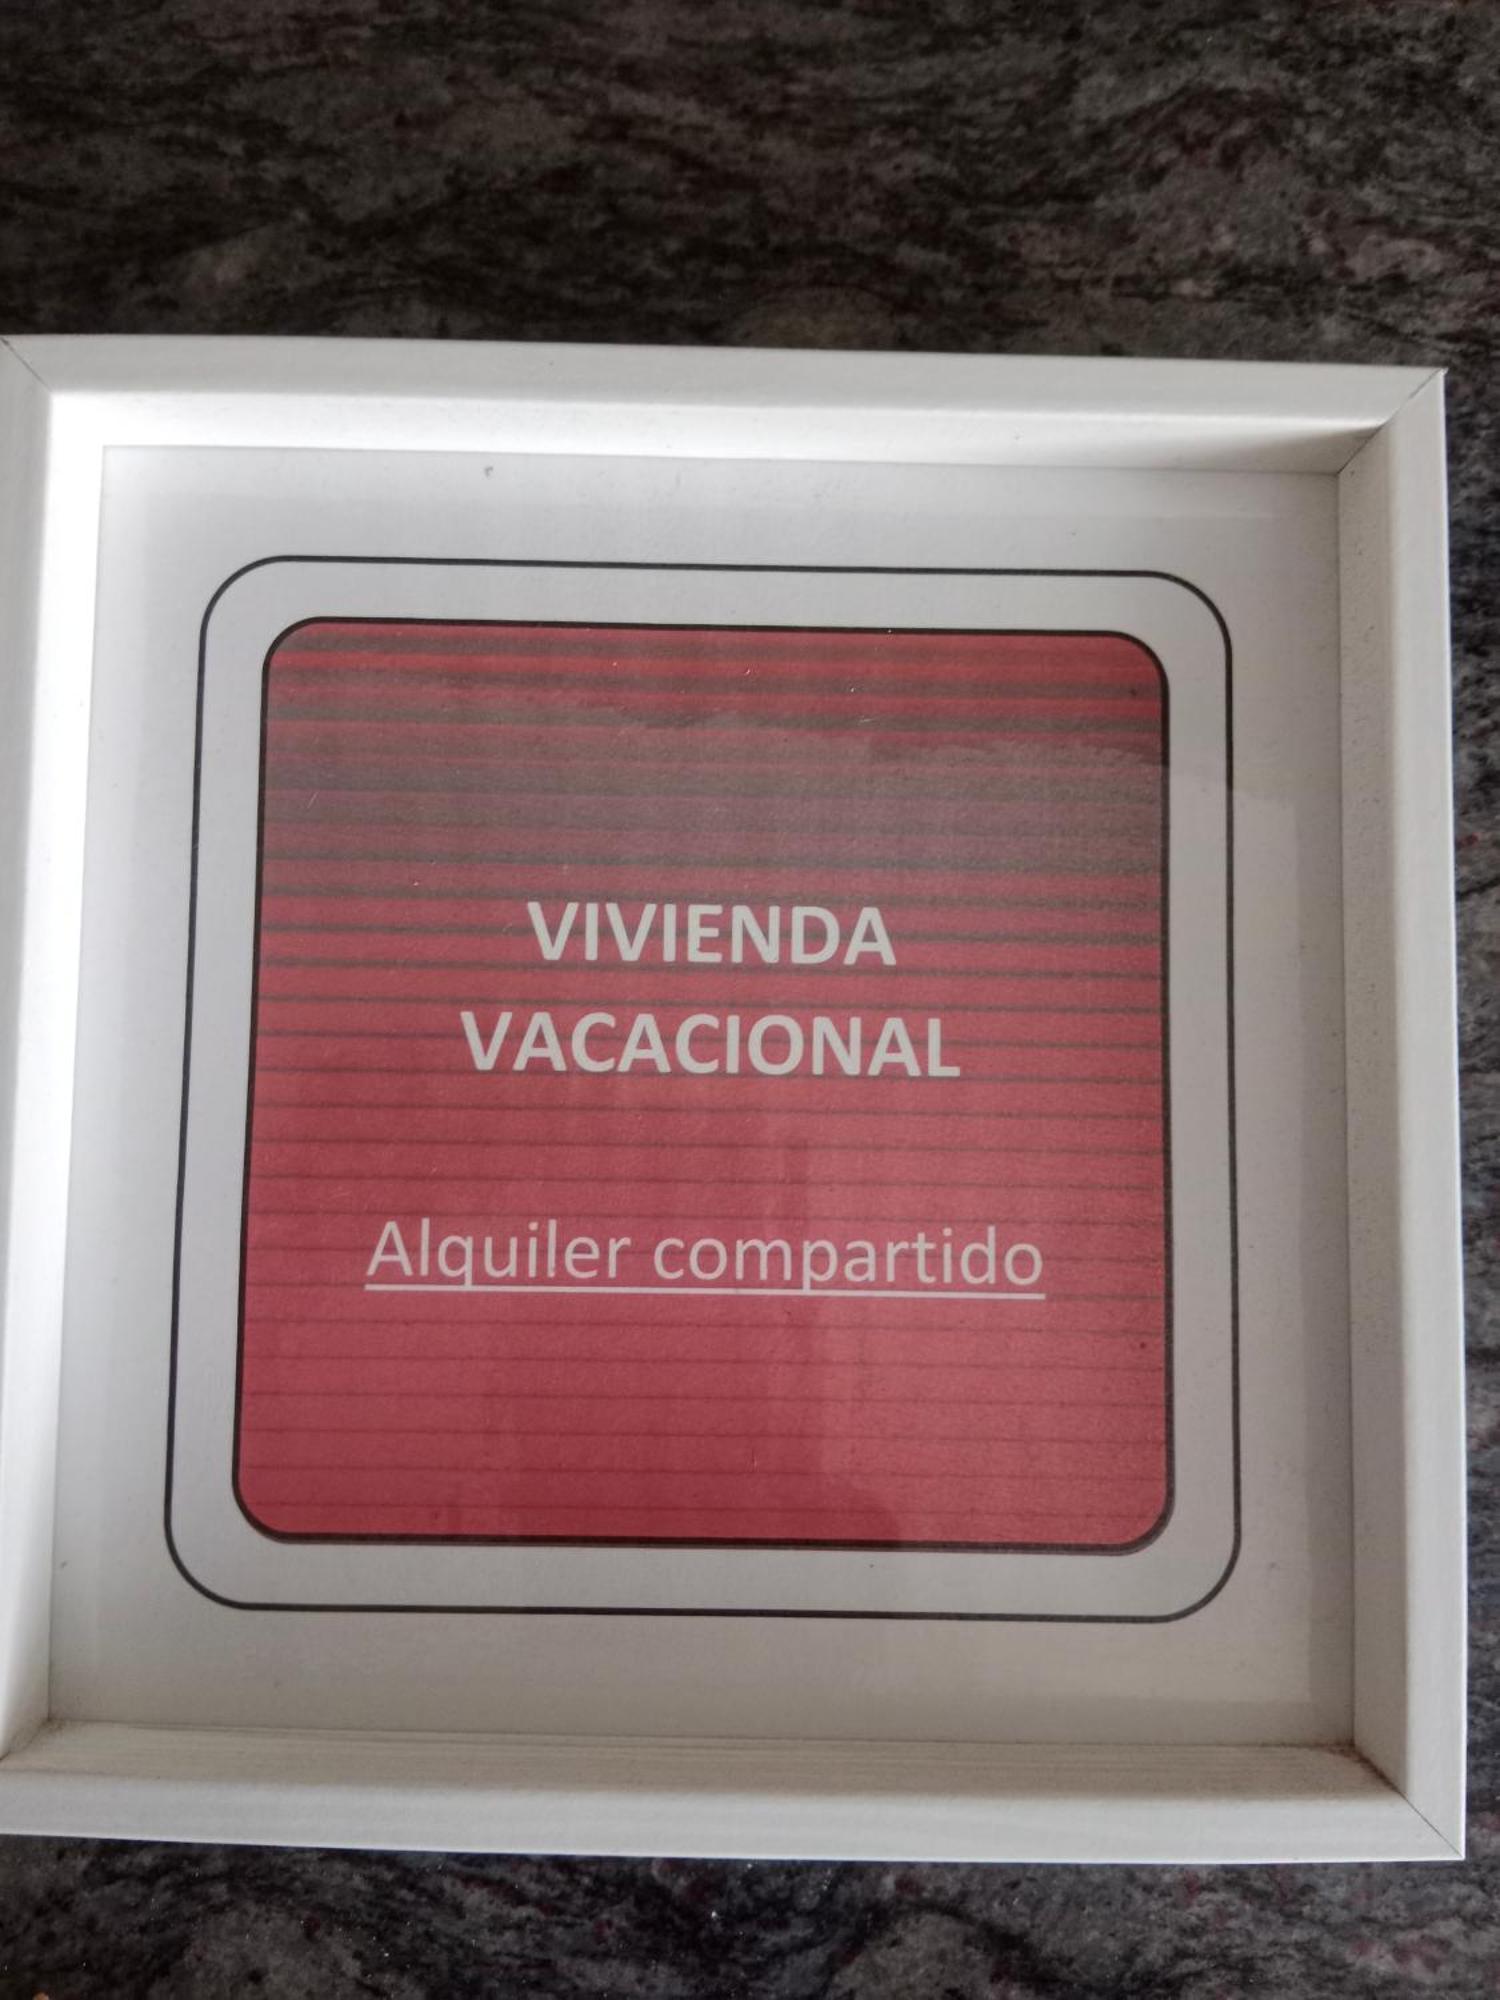 VIVIENDA
VACACIONAL
Alquiler compartido